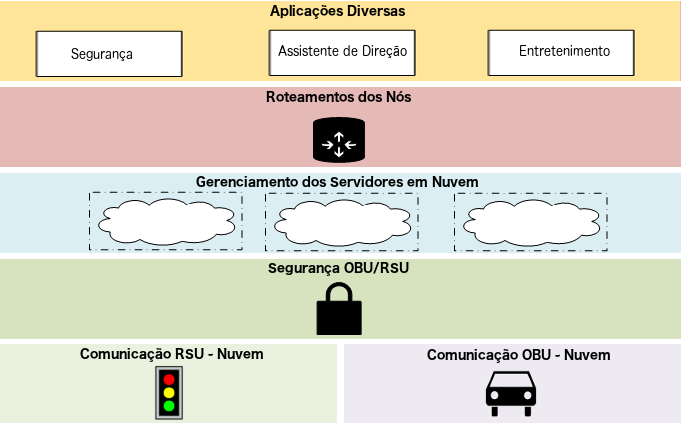 Aplicações Diversas
Segurança
Assistente de Direção
Entretenimento
Roteamentos dos Nós
Gerenciamento dos Servidores em Nuvem
Segurança OBU/RSU
Comunicação RSU - Nuvem
Comunicação OBU - Nuvem